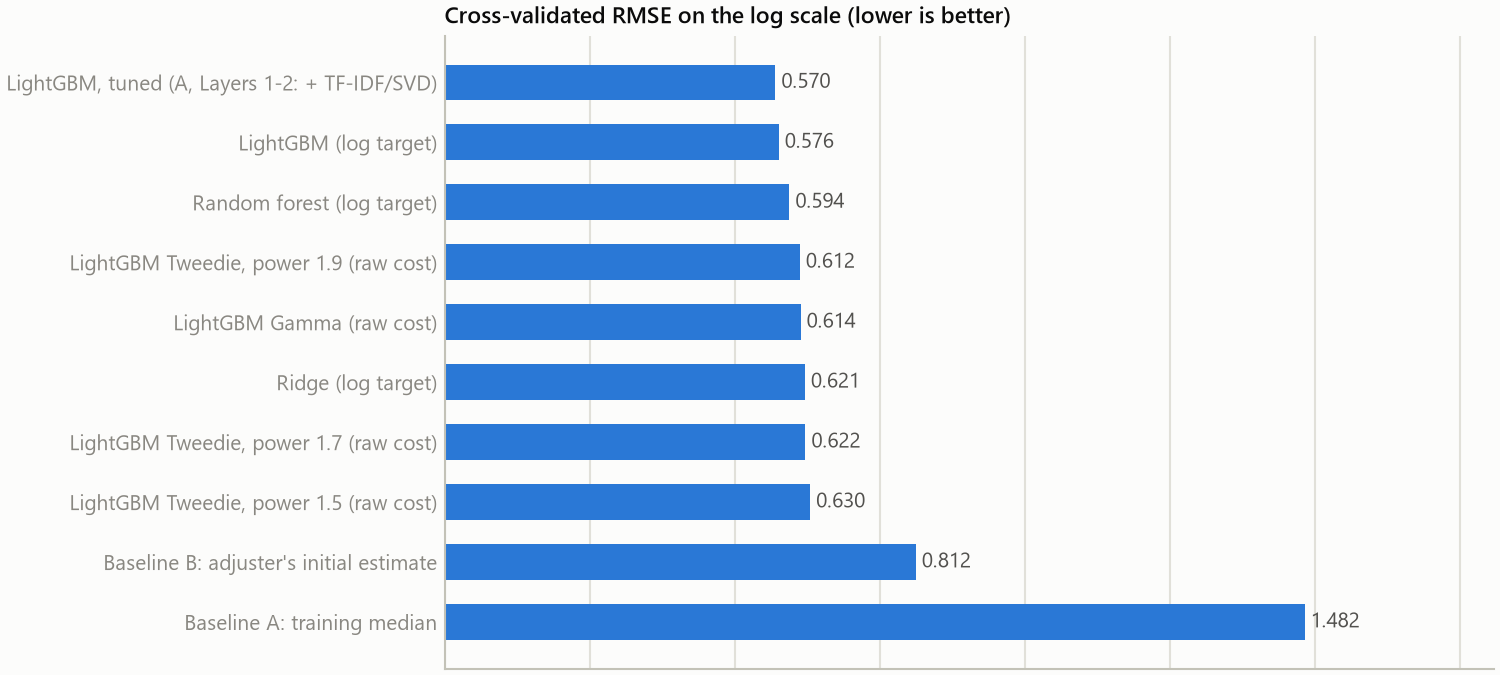 Cross-validated RMSE on the log scale (lower is better)
LightGBM, tuned (A, Layers 1-2: + TF-IDF/SVD) 0.570
LightGBM (log target) 0.576
Random forest (log target) 0.594
LightGBM Tweedie, power 1.9 (raw cost) 0.612
LightGBM Gamma (raw cost) 0.614
Ridge (log target) 0.621
LightGBM Tweedie, power 1.7 (raw cost) 0.622
LightGBM Tweedie, power 1.5 (raw cost) 0.630
Baseline B: adjuster's initial estimate 0.812
Baseline A: training median 1.482